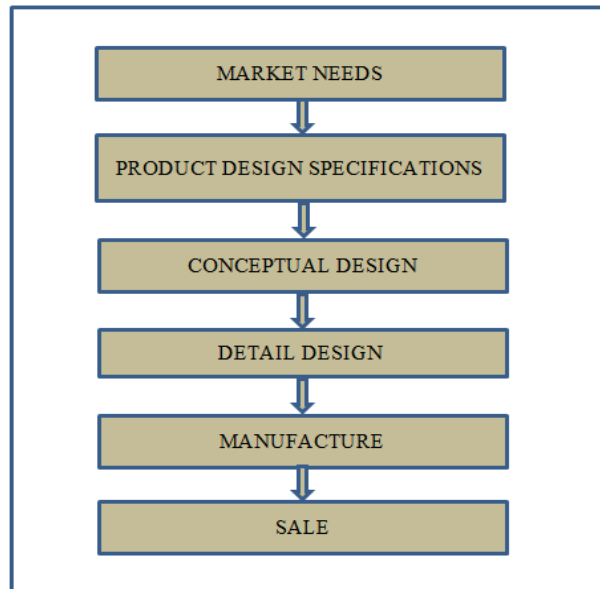 MARKET NEEDS
PRODUCT DESIGN SPECIFICATIONS
CONCEPTUAL DESIGN
DETAIL DESIGN
MANUFACTURE
SALE